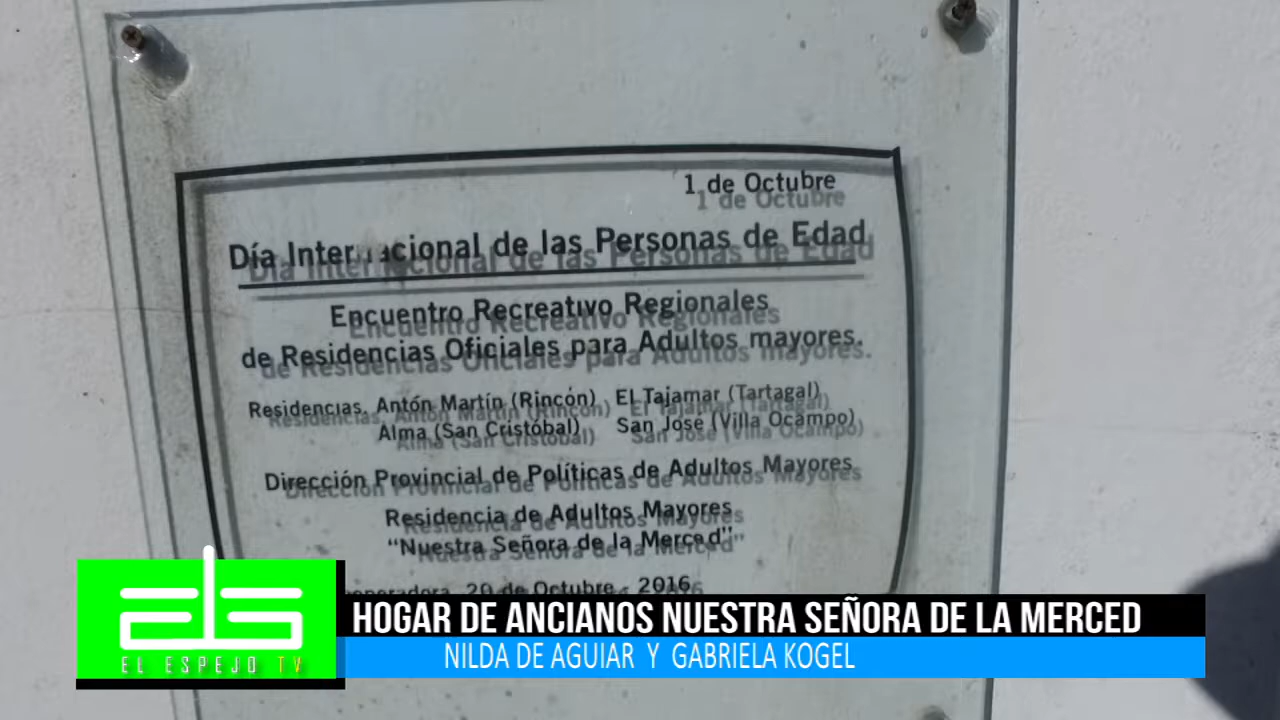 1 de Octubre
Día Internacional de las Personas de Edad
Encuentro Recreativo Regionales
de Residencias Oficiales para Adultos mayores.
Residencias. Antón Martín (Rincón) El Tajamar (Tartagal)
Alma (San Cristóbal) San Jose (Villa Ocampo)
Dirección Provincial de Políticas de Adultos Mayores
Residencia de Adultos Mayores
“Nuestra Señora de la Merced”
20 de Octubre - 2016
HOGAR DE ANCIANOS NUESTRA SEÑORA DE LA MERCED
NILDA DE AGUIAR Y GABRIELA KOGEL
EL ESPEJO TV